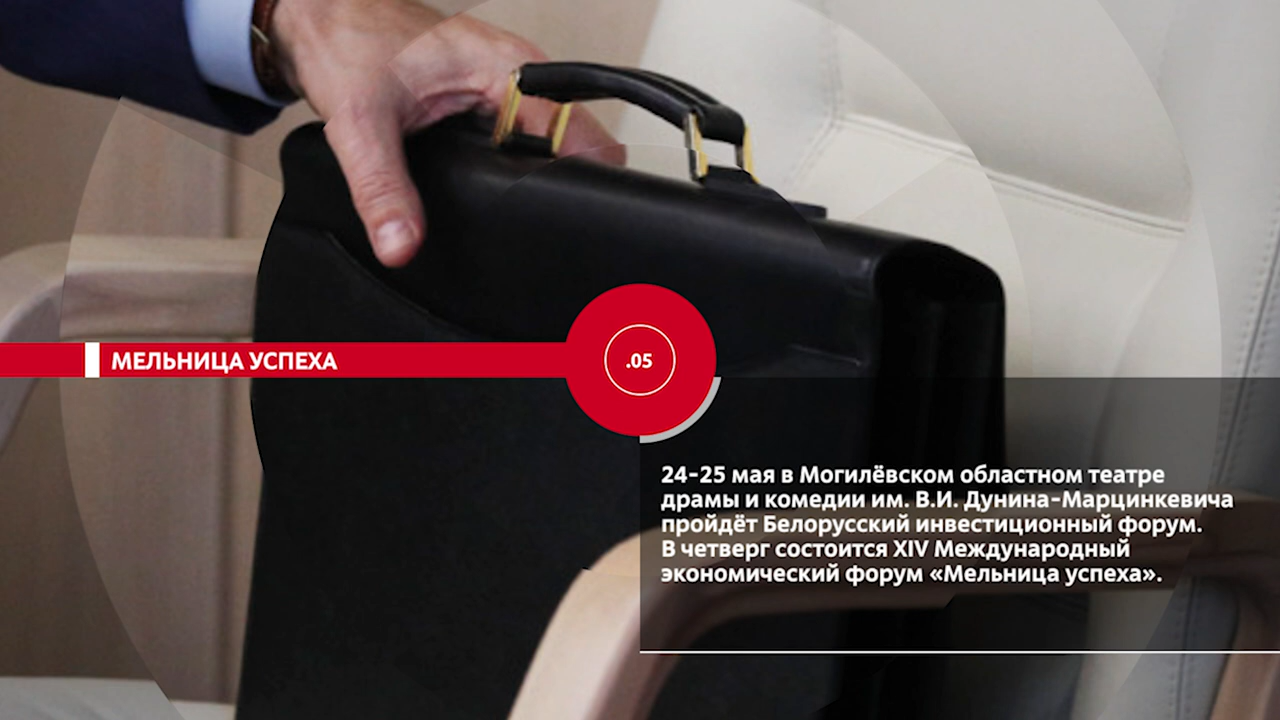 МЕЛЬНИЦА УСПЕХА
.05
24-25 мая в Могилёвском областном театре
драмы и комедии им. В.И. Дунина-Марцинкевича
пройдёт Белорусский инвестиционный форум.
В четверг состоится XIV Международный
экономический форум «Мельница успеха».